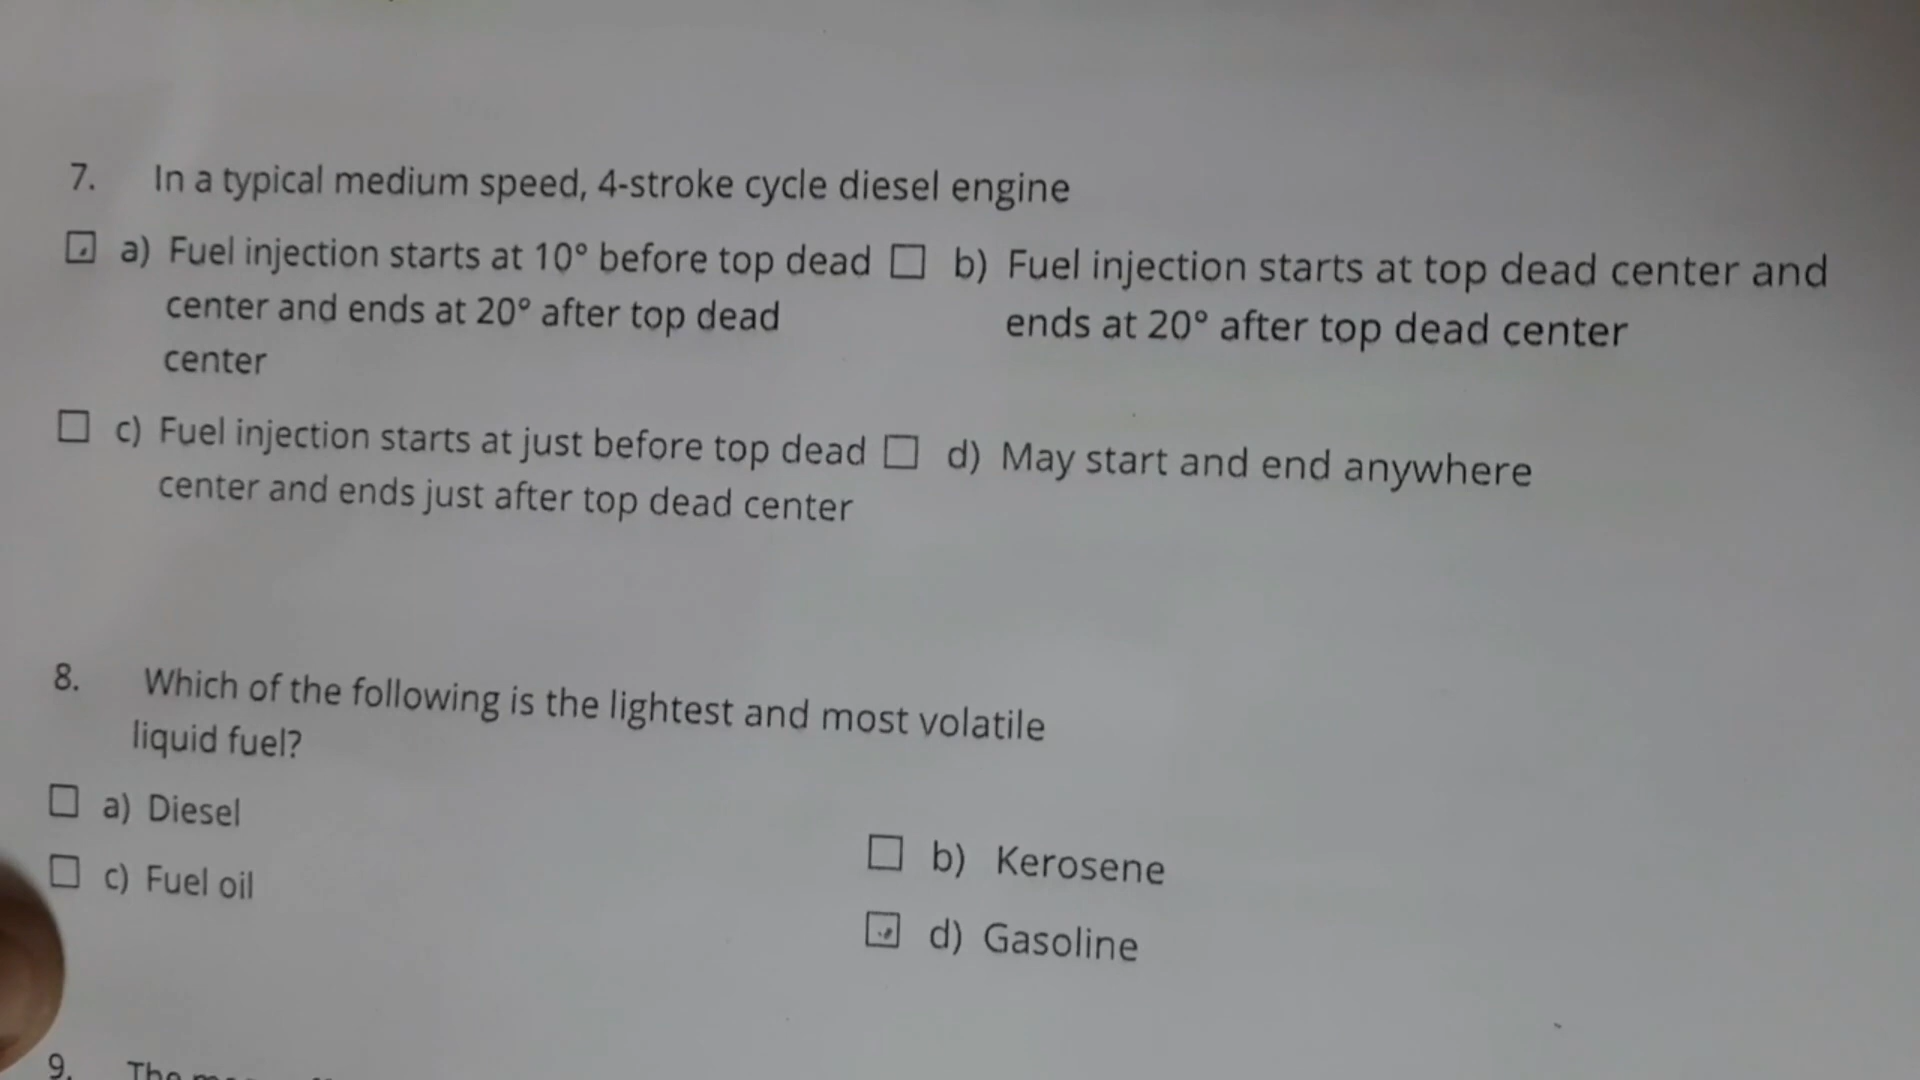 7. In a typical medium speed, 4-stroke cycle diesel engine
a) Fuel injection starts at 10° before top dead
center and ends at 20° after top dead
center
b) Fuel injection starts at top dead center and
ends at 20° after top dead center
c) Fuel injection starts at just before top dead
center and ends just after top dead center
d) May start and end anywhere
8. Which of the following is the lightest and most volatile
liquid fuel?
a) Diesel
b) Kerosene
c) Fuel oil
d) Gasoline
9. The